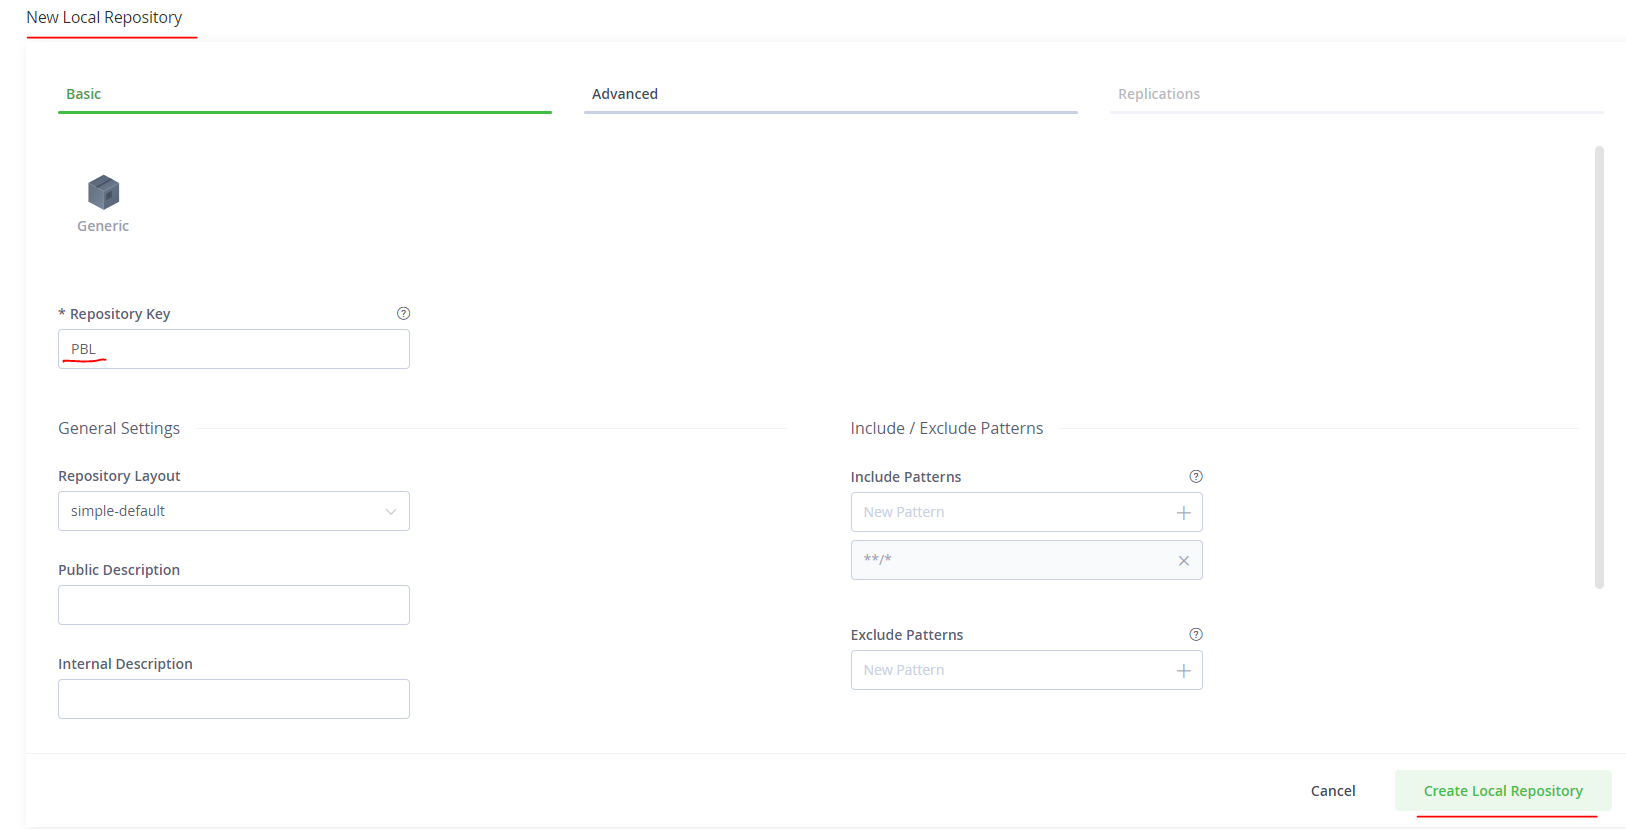 New Local Repository
Basic
Advanced
Replications
Generic
* Repository Key
PBL
General Settings
Include / Exclude Patterns
Repository Layout
Include Patterns
simple-default
New Pattern
**/*
Public Description
Exclude Patterns
New Pattern
Internal Description
Cancel
Create Local Repository